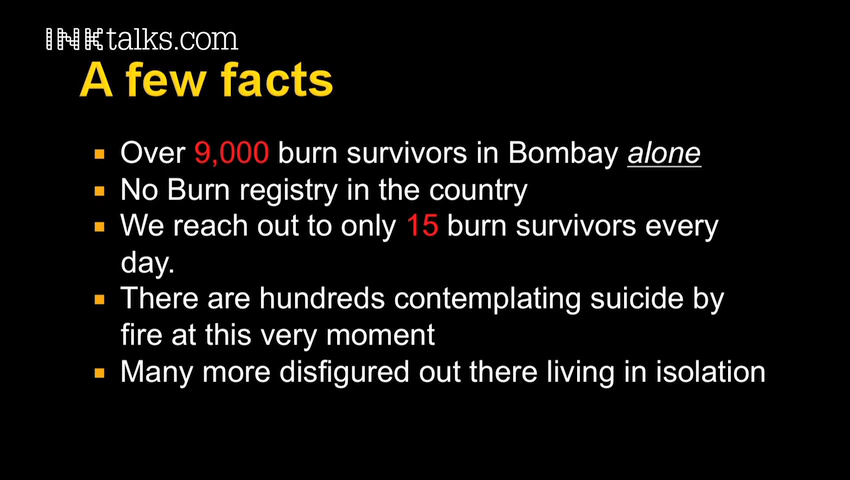 INKtalks.com
A few facts
Over 9,000 burn survivors in Bombay alone
No Burn registry in the country
We reach out to only 15 burn survivors every
day.
There are hundreds contemplating suicide by
fire at this very moment
Many more disfigured out there living in isolation